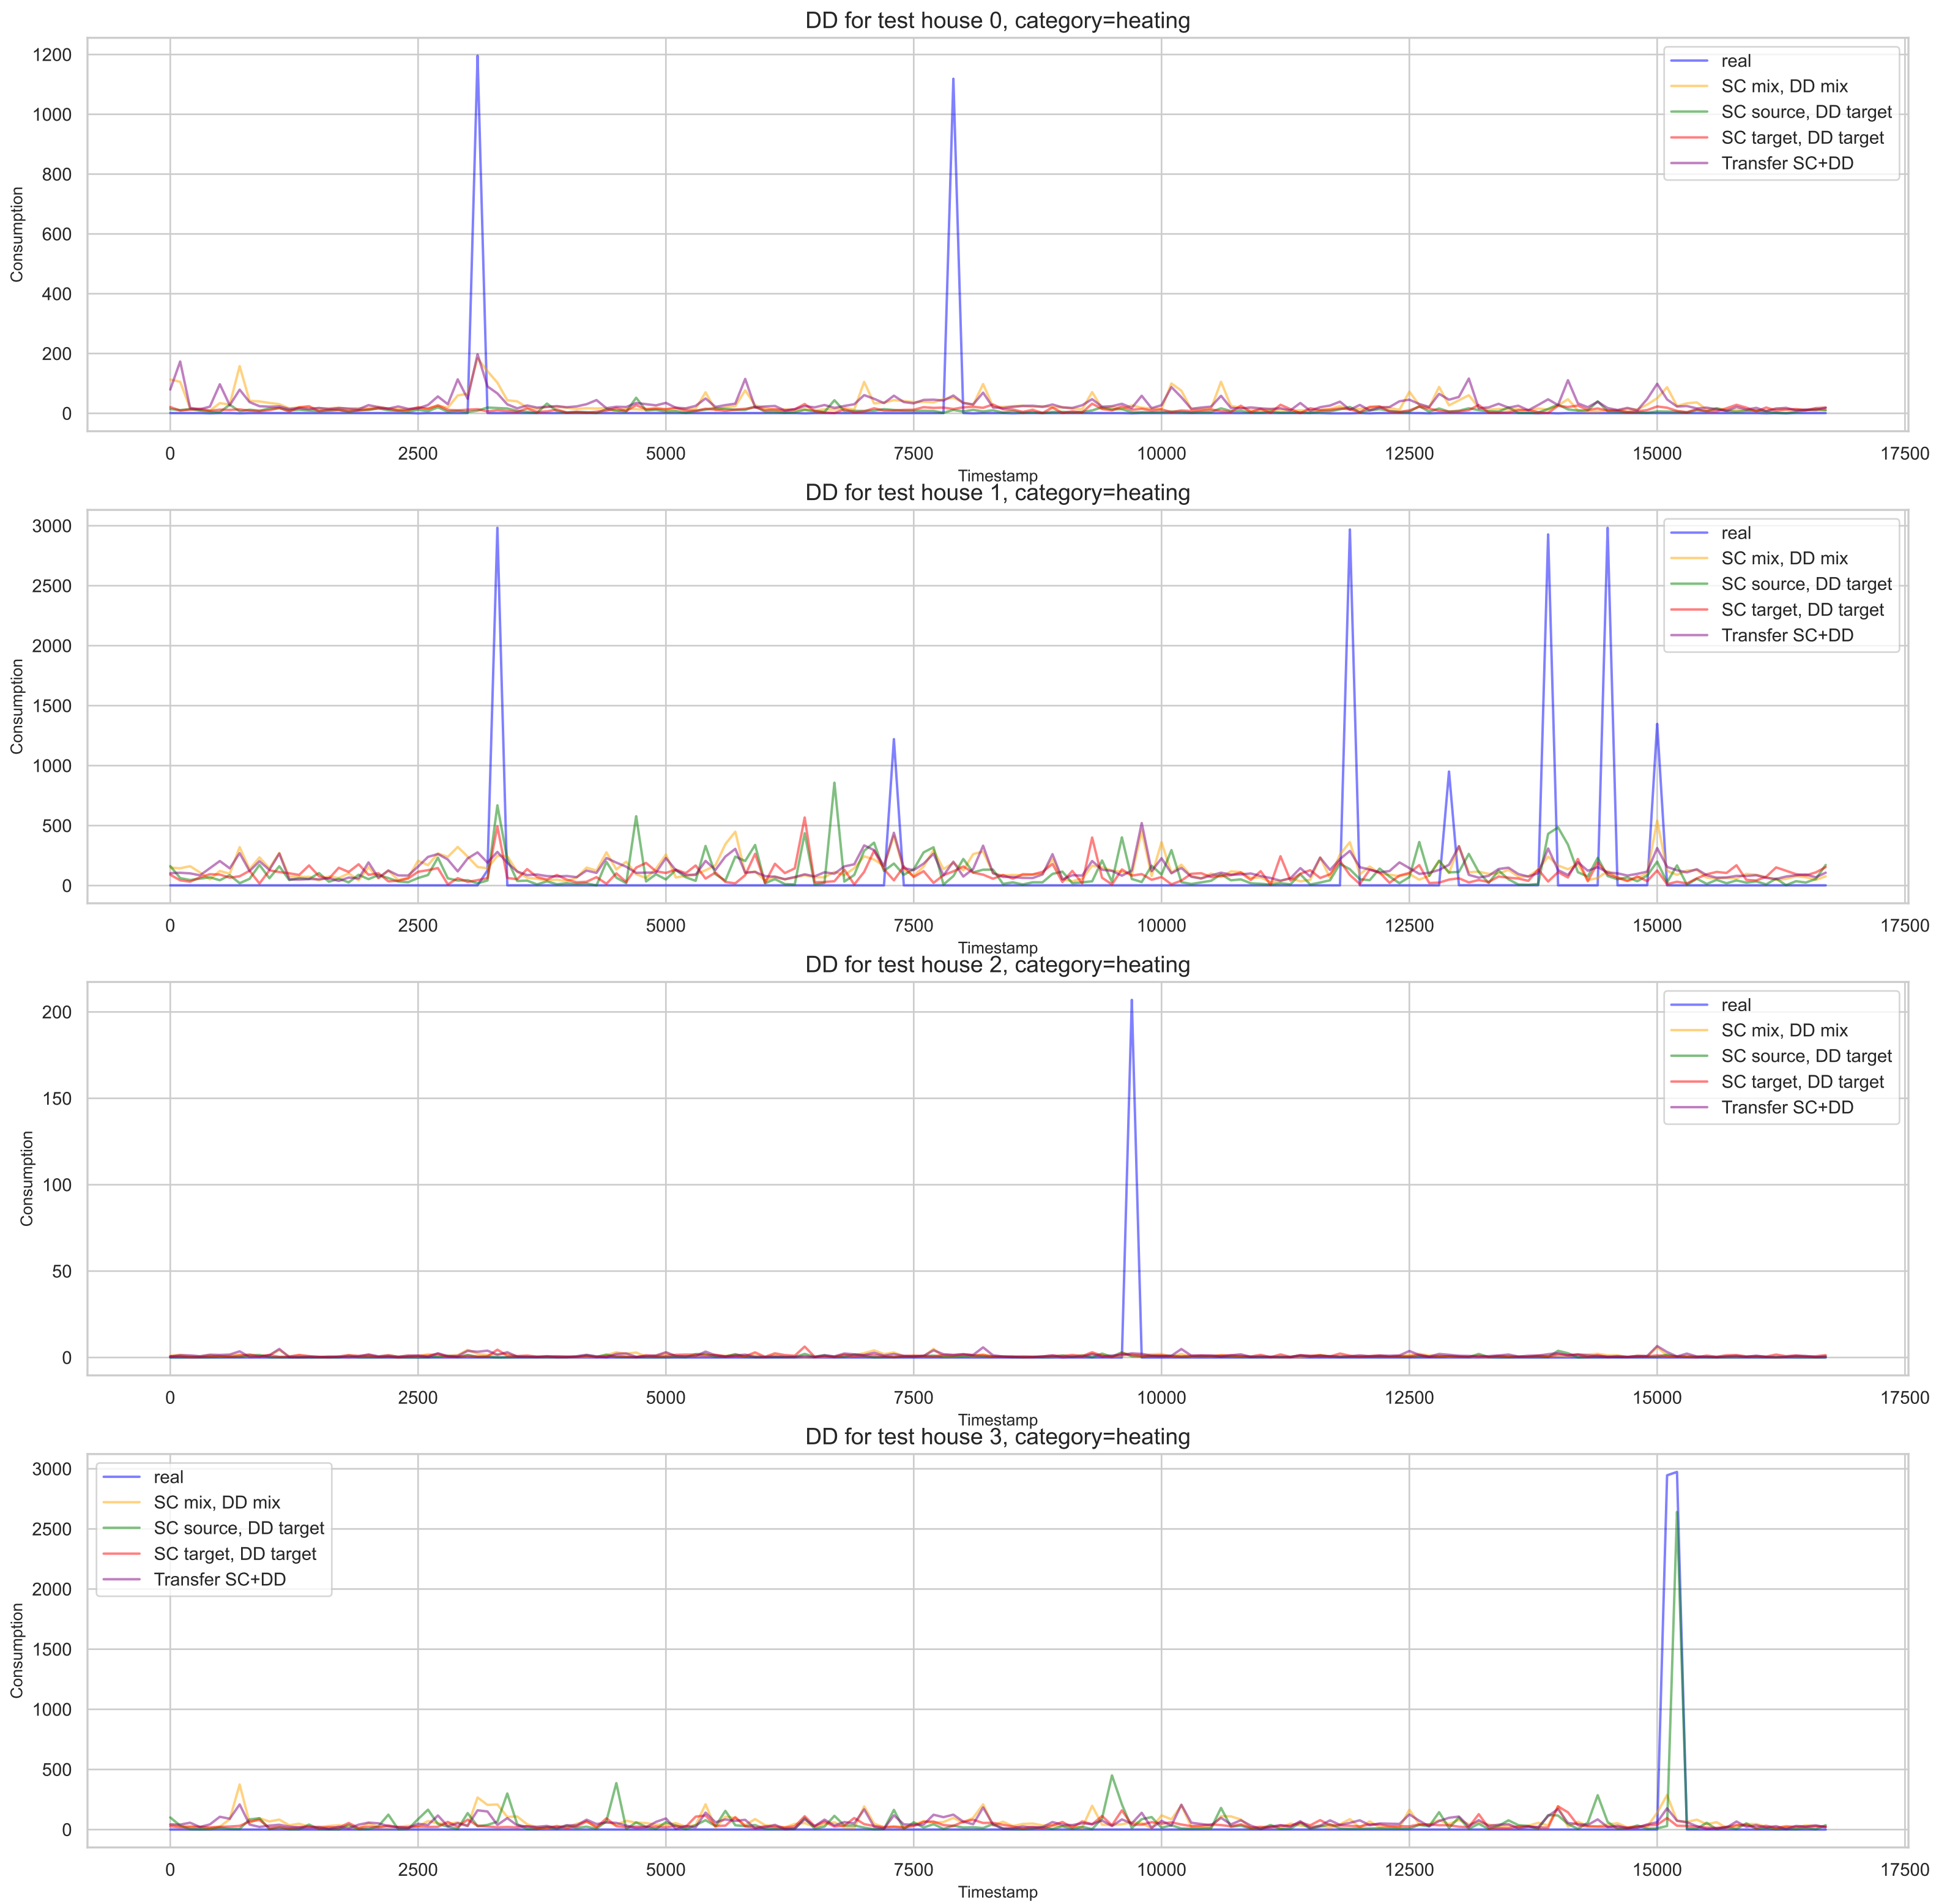 DD for test house 0, category=heating
1200
1000
800
600
400
200
0
Consumption
real
SC mix, DD mix
SC source, DD target
SC target, DD target
Transfer SC+DD
0 2500 5000 7500 10000 12500 15000 17500
Timestamp
DD for test house 1, category=heating
3000
2500
2000
1500
1000
500
0
Consumption
real
SC mix, DD mix
SC source, DD target
SC target, DD target
Transfer SC+DD
0 2500 5000 7500 10000 12500 15000 17500
Timestamp
DD for test house 2, category=heating
200
150
100
50
0
Consumption
real
SC mix, DD mix
SC source, DD target
SC target, DD target
Transfer SC+DD
0 2500 5000 7500 10000 12500 15000 17500
Timestamp
DD for test house 3, category=heating
3000
2500
2000
1500
1000
500
0
Consumption
real
SC mix, DD mix
SC source, DD target
SC target, DD target
Transfer SC+DD
0 2500 5000 7500 10000 12500 15000 17500
Timestamp